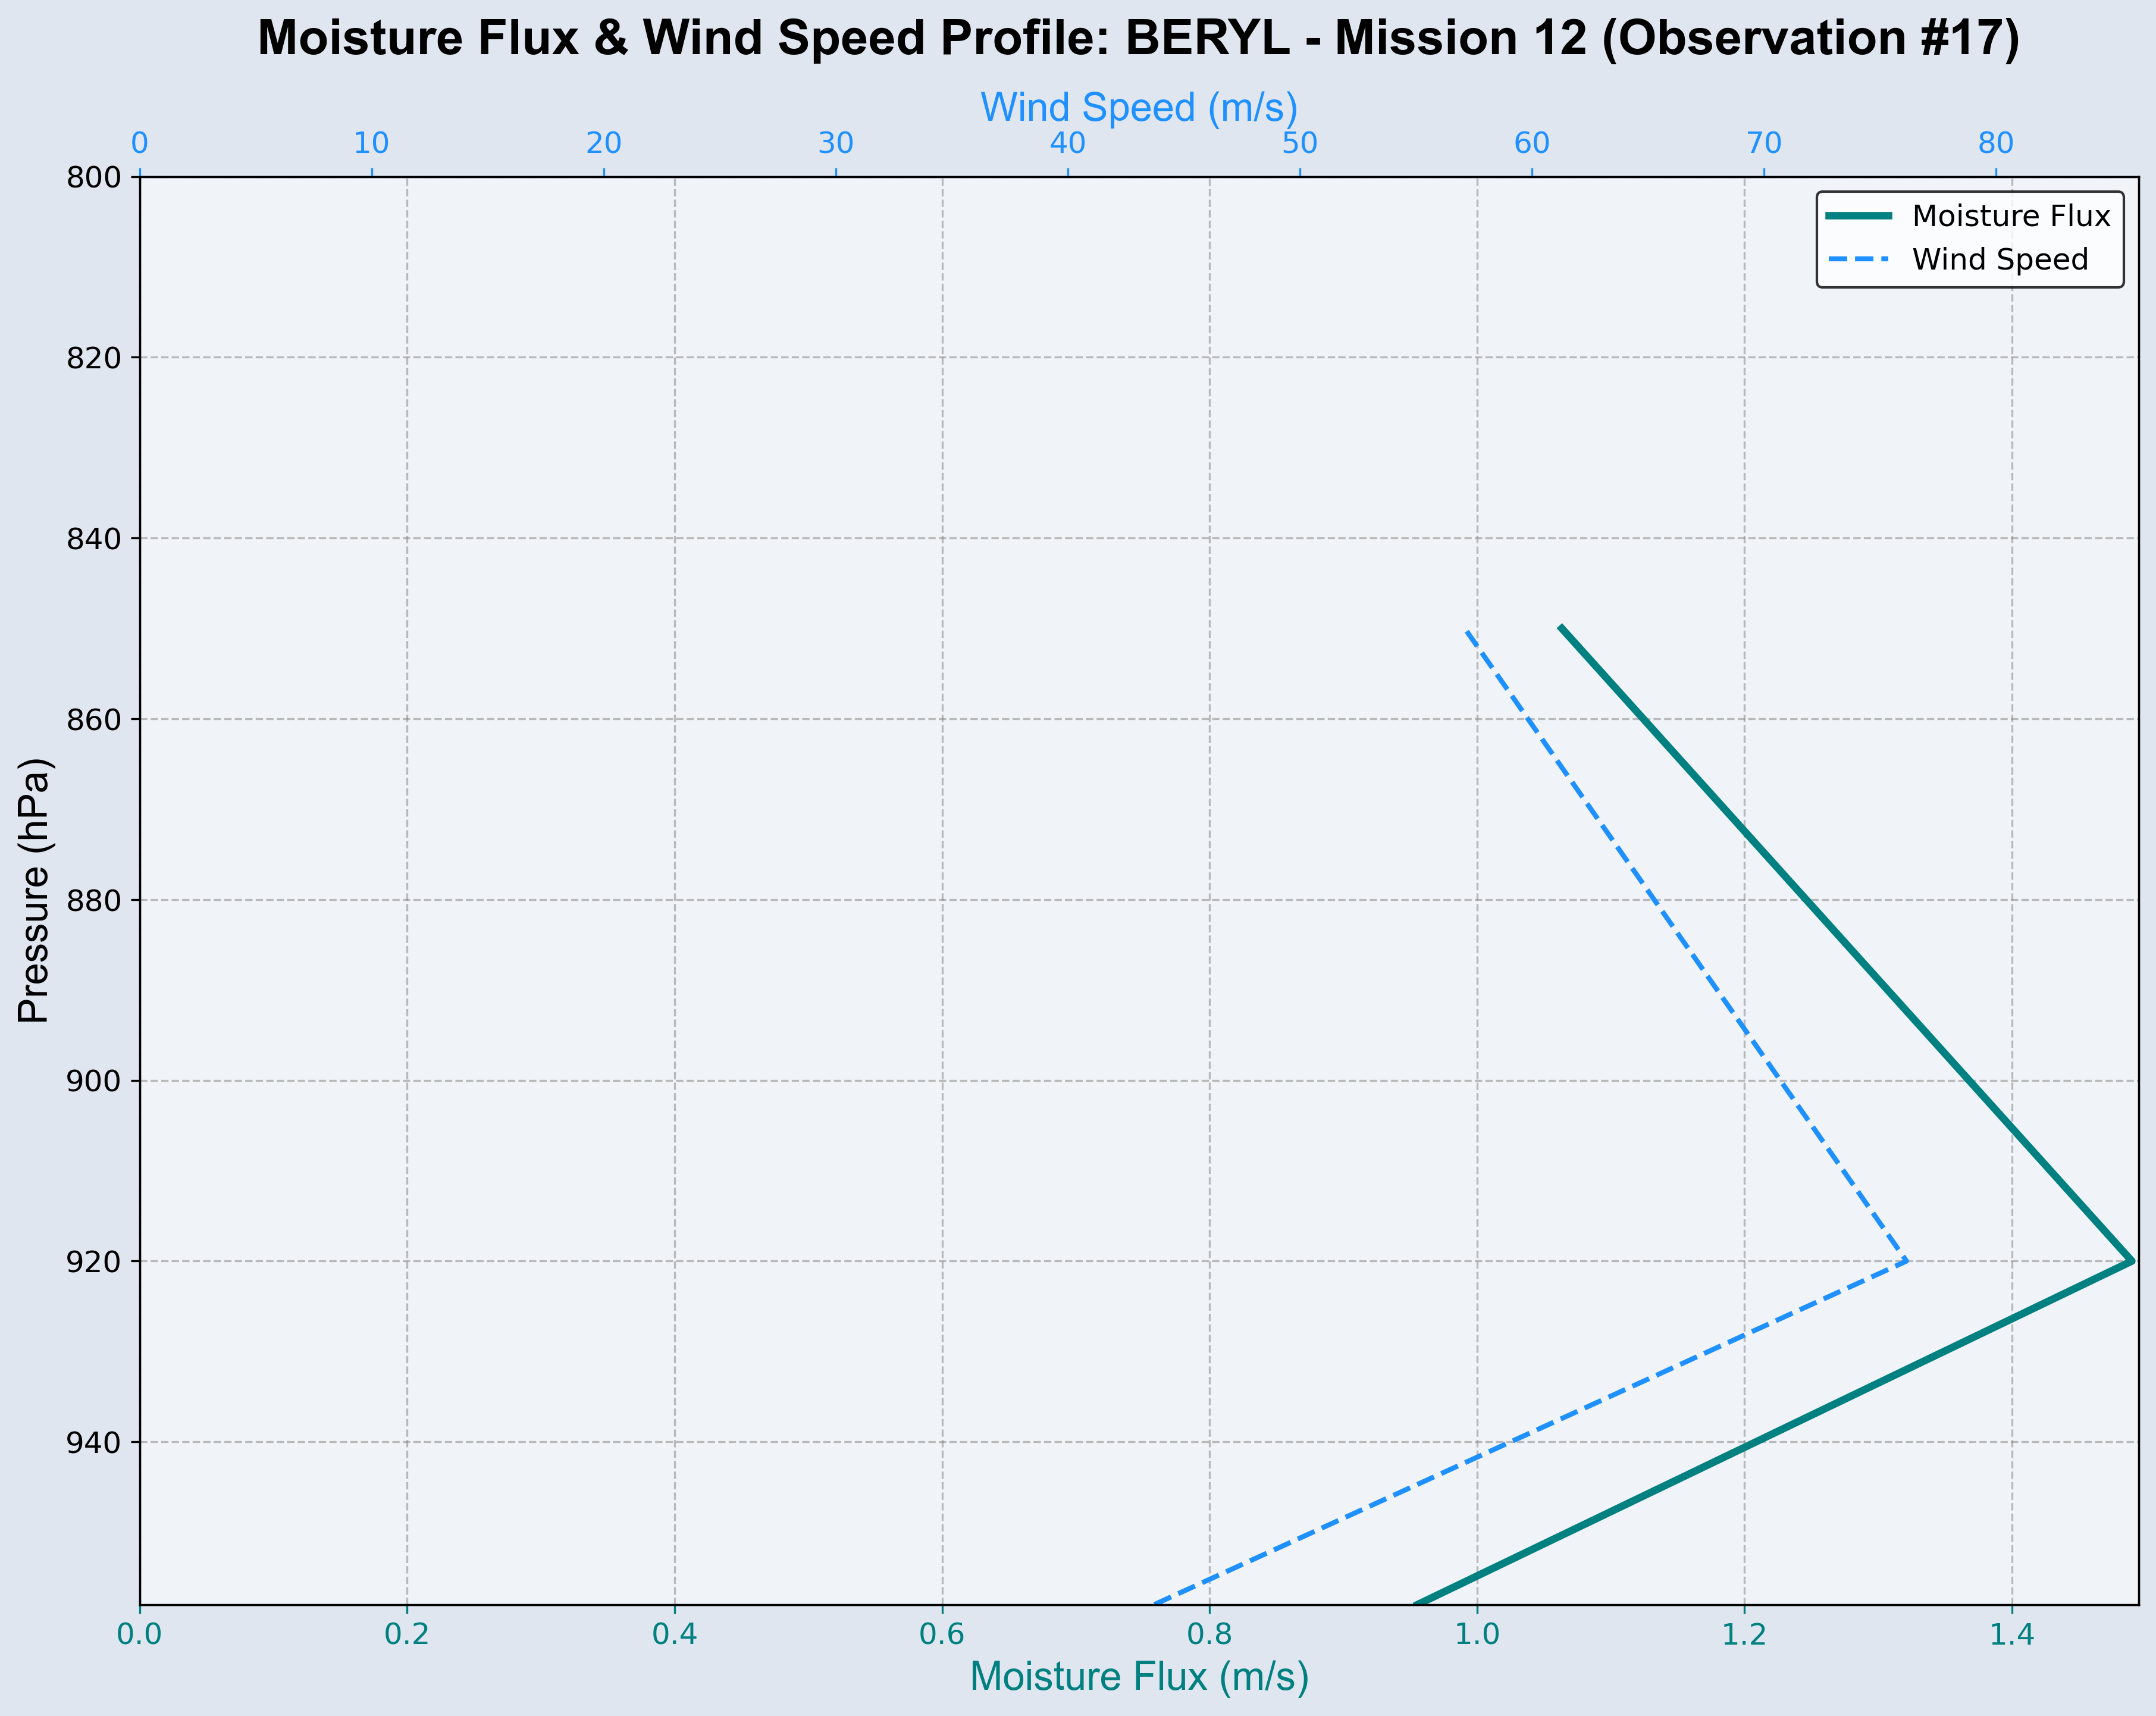 Moisture Flux & Wind Speed Profile: BERYL - Mission 12 (Observation #17)
Wind Speed (m/s)
0 10 20 30 40 50 60 70 80
Moisture Flux
Wind Speed
Pressure (hPa)
800
820
840
860
880
900
920
940
0.0 0.2 0.4 0.6 0.8 1.0 1.2 1.4
Moisture Flux (m/s)